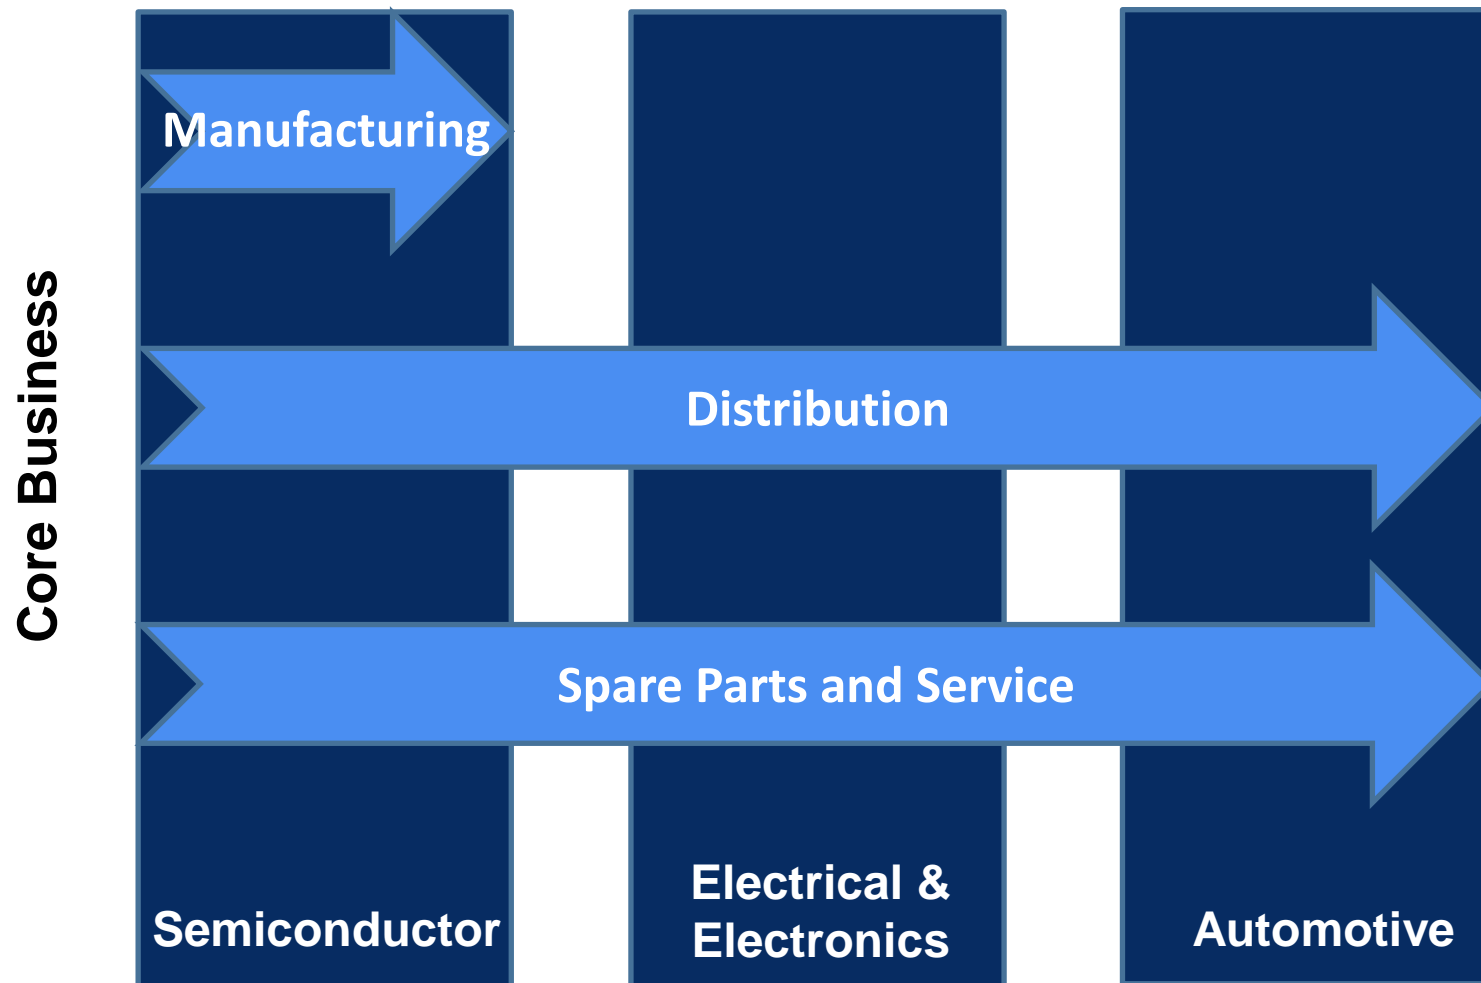 Core Business
Manufacturing
Distribution
Spare Parts and Service
Semiconductor
Electrical &
Electronics
Automotive